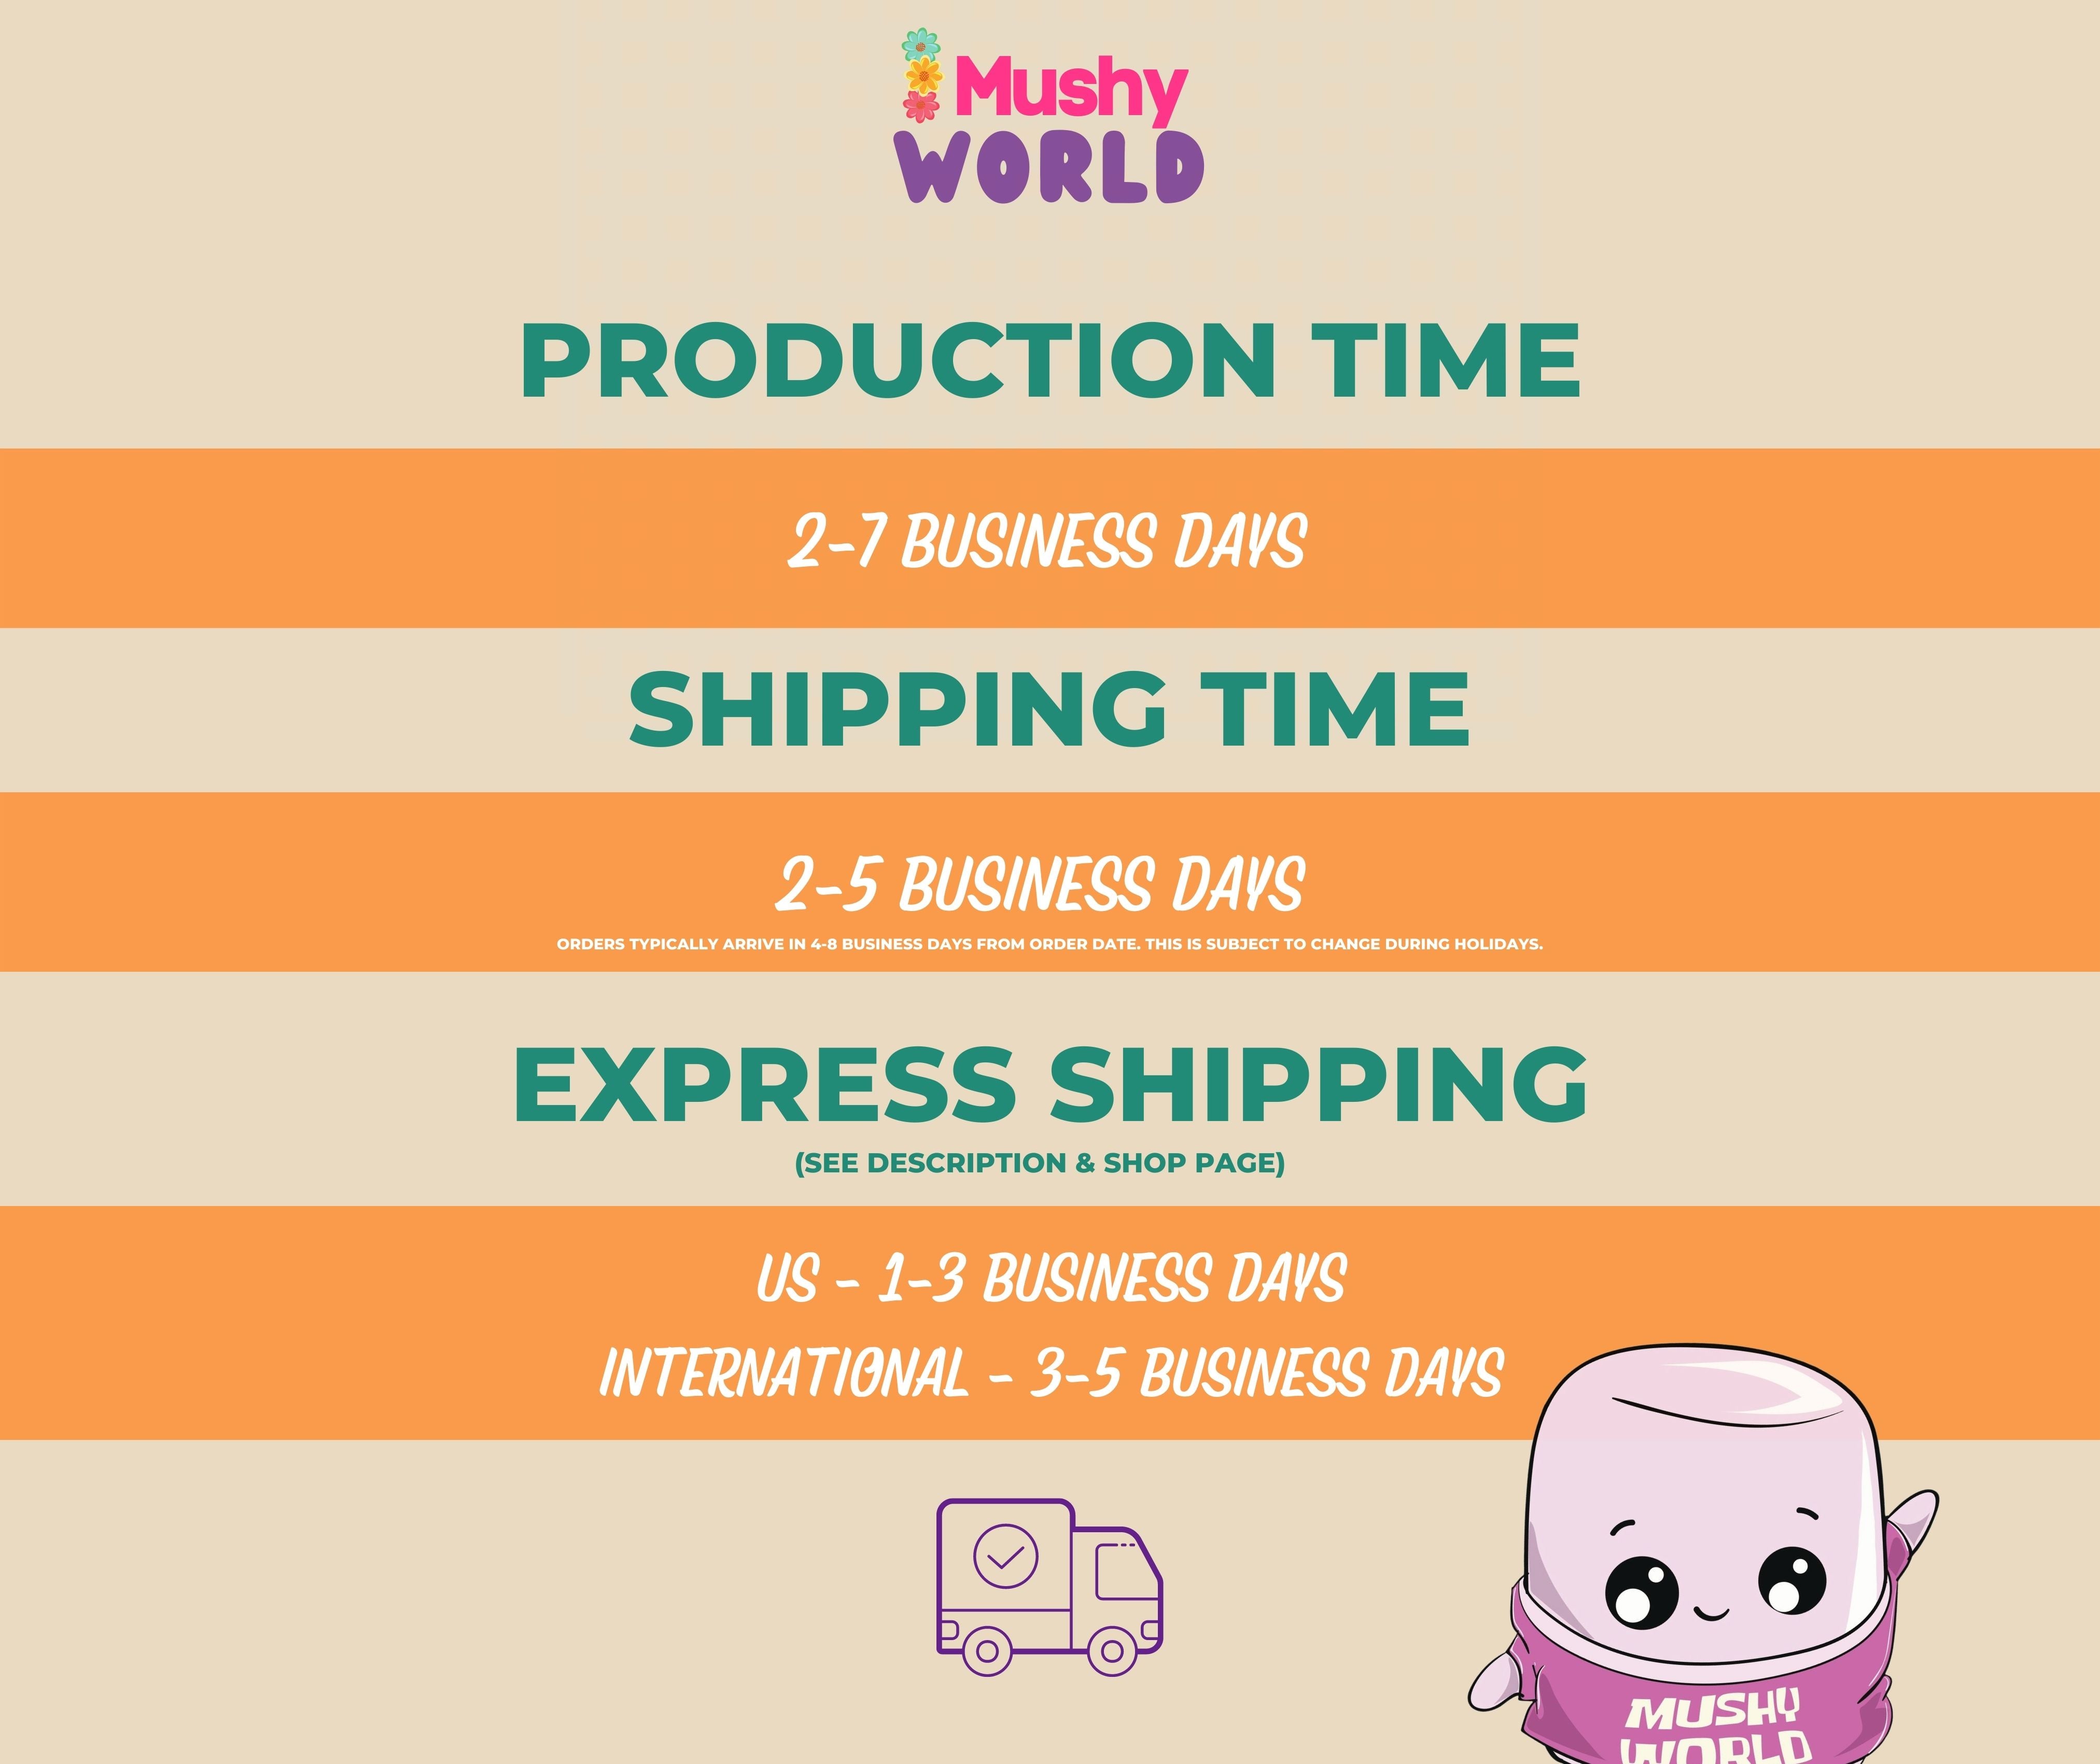 Mushy
WORLD
PRODUCTION TIME
2-7 BUSINESS DAYS
SHIPPING TIME
2-5 BUSINESS DAYS
ORDERS TYPICALLY ARRIVE IN 4-8 BUSINESS DAYS FROM ORDER DATE. THIS IS SUBJECT TO CHANGE DURING HOLIDAYS.
EXPRESS SHIPPING
(SEE DESCRIPTION & SHOP PAGE)
US - 1-3 BUSINESS DAYS
INTERNATIONAL - 3-5 BUSINESS DAYS
MUSHY
WORLD